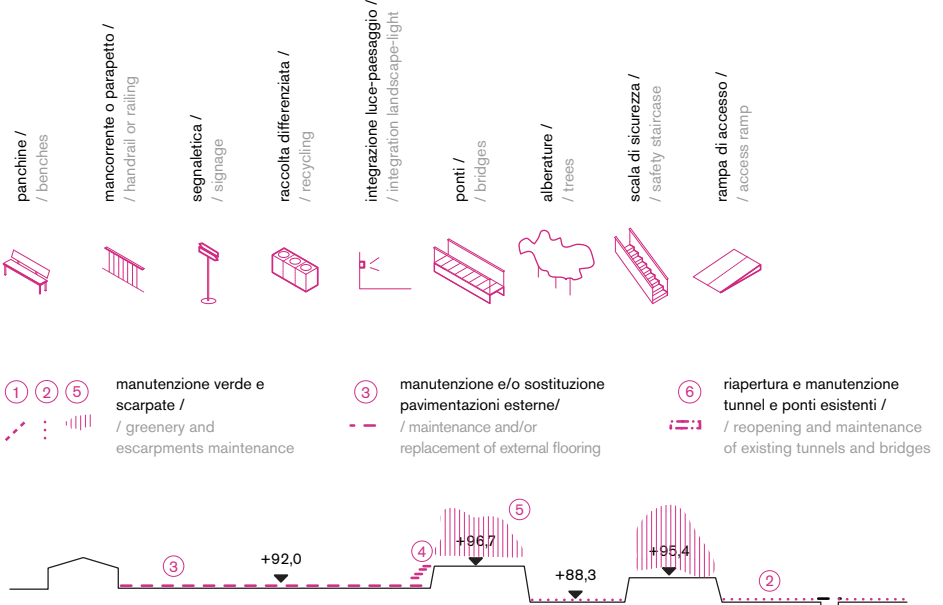 panchine /
/ benches
mancorrente o parapetto /
/ handrail or railing
segnaletica /
/ signage
raccolta differenziata /
/ recycling
integrazione luce-paesaggio /
/ integration landscape-light
ponti /
/ bridges
alberature /
/ trees
scala di sicurezza /
/ safety staircase
rampa di accesso /
/ access ramp
1 2 5
manutenzione verde e
scarpate /
/ greenery and
escarpments maintenance
3
manutenzione e/o sostituzione
pavimentazioni esterne/
/ maintenance and/or
replacement of external flooring
6
riapertura e manutenzione
tunnel e ponti esistenti /
/ reopening and maintenance
of existing tunnels and bridges
3
+92,0
4
+96,7
5
+88,3
+95,4
2